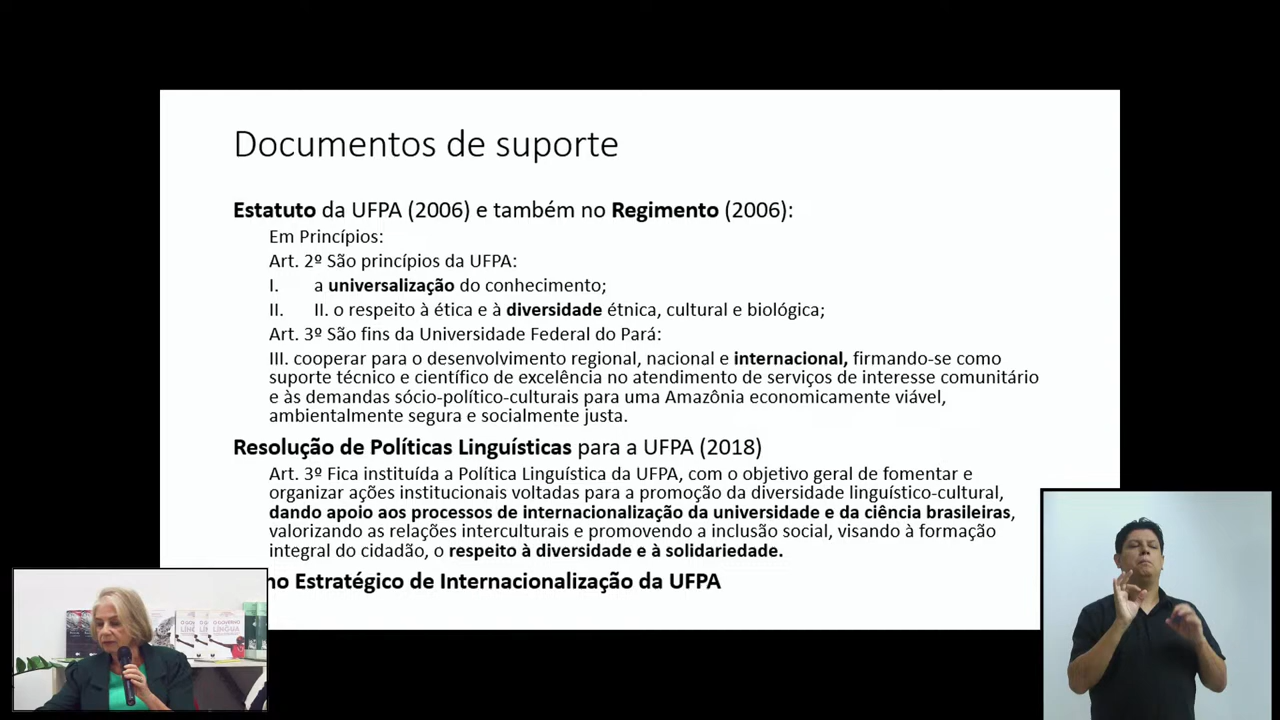 Documentos de suporte
Estatuto da UFPA (2006) e também no Regimento (2006):
Em Princípios:
Art. 2º São princípios da UFPA:
I. a universalização do conhecimento;
II. II. o respeito à ética e à diversidade étnica, cultural e biológica;
Art. 3º São fins da Universidade Federal do Pará:
III. cooperar para o desenvolvimento regional, nacional e internacional, firmando-se como
suporte técnico e científico de excelência no atendimento de serviços de interesse comunitário
e às demandas sócio-político-culturais para uma Amazônia economicamente viável,
ambientalmente segura e socialmente justa.
Resolução de Políticas Linguísticas para a UFPA (2018)
Art. 3º Fica instituída a Política Linguística da UFPA, com o objetivo geral de fomentar e
organizar ações institucionais voltadas para a promoção da diversidade linguístico-cultural,
dando apoio aos processos de internacionalização da universidade e da ciência brasileiras,
valorizando as relações interculturais e promovendo a inclusão social, visando à formação
integral do cidadão, o respeito à diversidade e à solidariedade.
no Estratégico de Internacionalização da UFPA
LÍNGUA